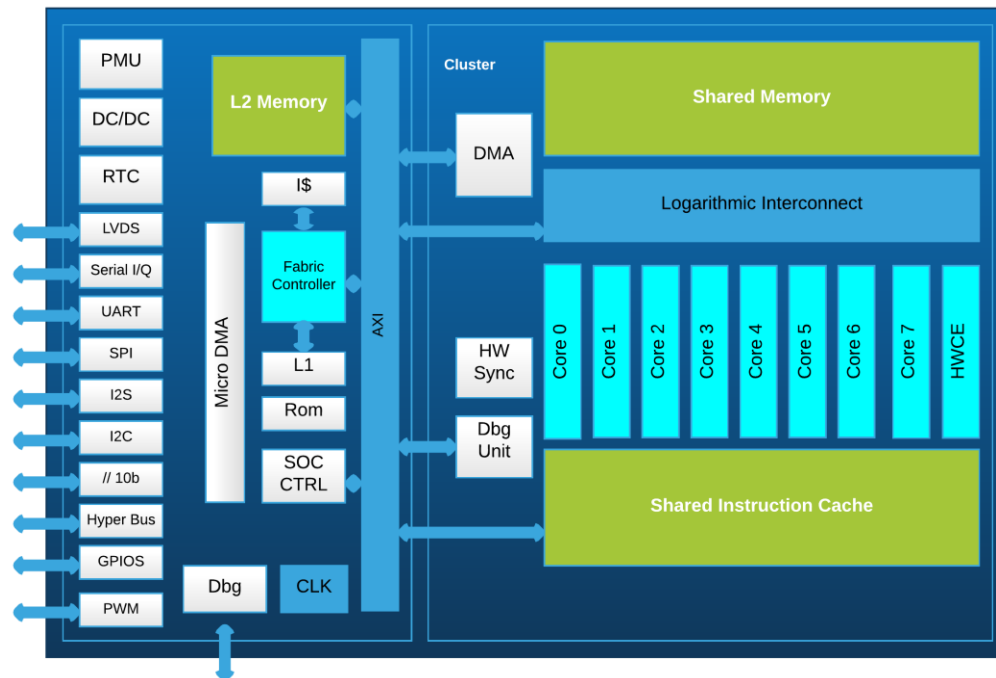 PMU
DC/DC
RTC
LVDS
Serial I/Q
UART
SPI
I2S
I2C
// 10b
Hyper Bus
GPIOS
PWM
L2 Memory
I$
Fabric
Controller
L1
Rom
SOC
CTRL
Micro DMA
Dbg
CLK
AXI
Cluster
DMA
HW
Sync
Dbg
Unit
Shared Memory
Logarithmic Interconnect
Core 0
Core 1
Core 2
Core 3
Core 4
Core 5
Core 6
Core 7
HWCE
Shared Instruction Cache